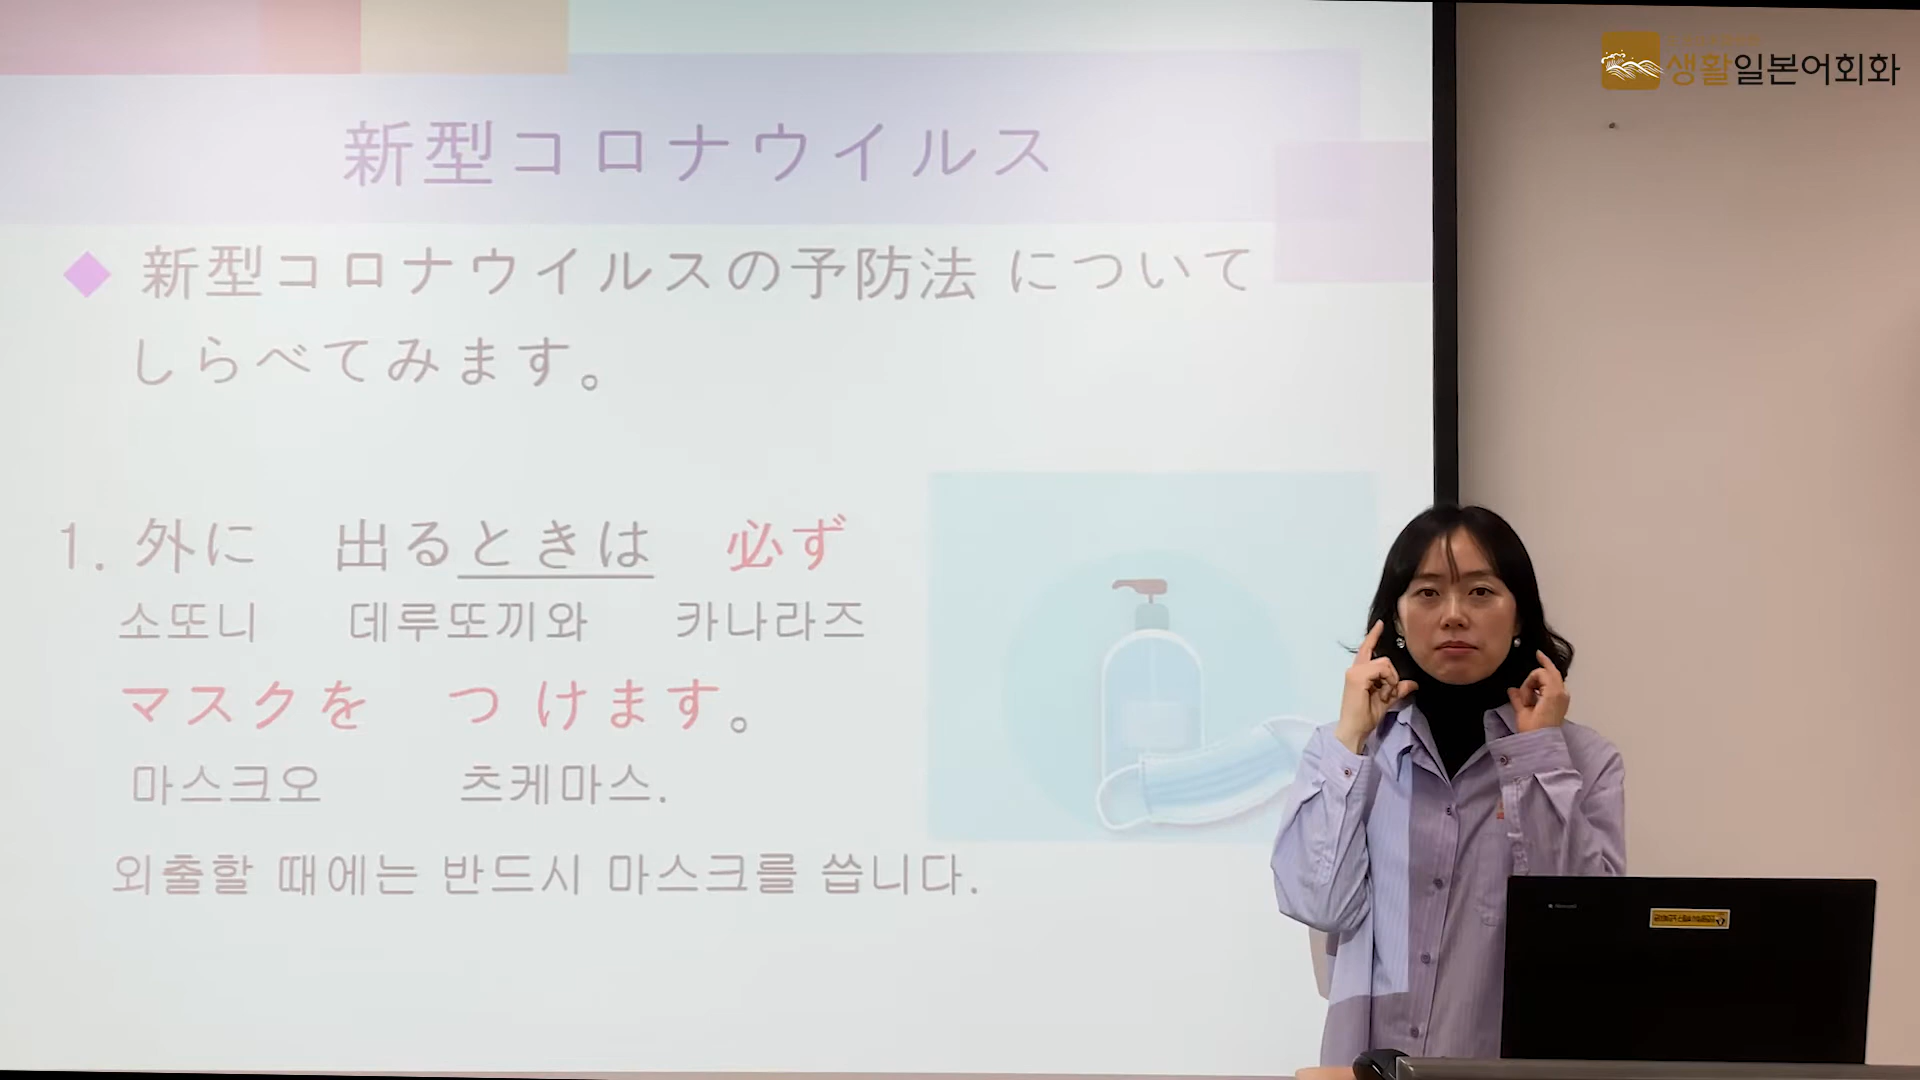 생활일본어회화
新型コロナウイルス
◆ 新型コロナウイルスの予防法 について
しらべてみます。
1. 外に 出るときは 必ず
소또니 데루또끼와 카나라즈
マスクを つけます。
마스크오 츠케마스.
외출할 때에는 반드시 마스크를 씁니다.